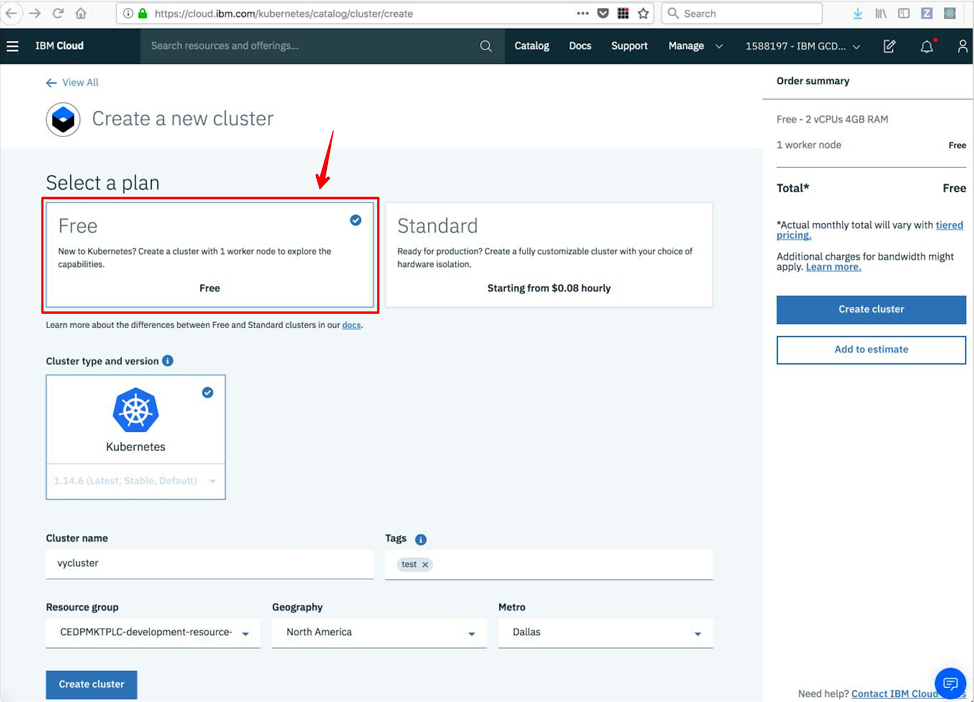 https://cloud.ibm.com/kubernetes/catalog/cluster/create
Search
IBM Cloud
Search resources and offerings...
Catalog
Docs
Support
Manage
1588197 - IBM GCD...
View All
Create a new cluster
Select a plan
Free
New to Kubernetes? Create a cluster with 1 worker node to explore the
capabilities.
Free
Standard
Ready for production? Create a fully customizable cluster with your choice of
hardware isolation.
Starting from $0.08 hourly
Learn more about the differences between Free and Standard clusters in our docs.
Cluster type and version
Kubernetes
1.14.6 (Latest, Stable, Default)
Cluster name
vycluster
Tags
test
Resource group
CEDPMKTPLC-development-resource-
Geography
North America
Metro
Dallas
Create cluster
Order summary
Free - 2 vCPUs 4GB RAM
1 worker node Free
Total* Free
*Actual monthly total will vary with tiered
pricing.
Additional charges for bandwidth might
apply. Learn more.
Create cluster
Add to estimate
Need help? Contact IBM Cloud